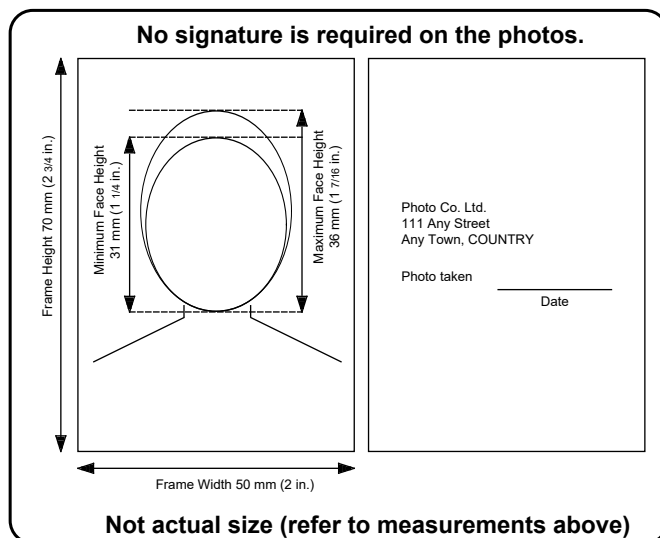 No signature is required on the photos.
Frame Height 70 mm (2 3/4 in.)
Minimum Face Height
31 mm (1 1/4 in.)
Maximum Face Height
36 mm (1 7/16 in.)
Photo Co. Ltd.
111 Any Street
Any Town, COUNTRY
Photo taken
Date
Frame Width 50 mm (2 in.)
Not actual size (refer to measurements above)